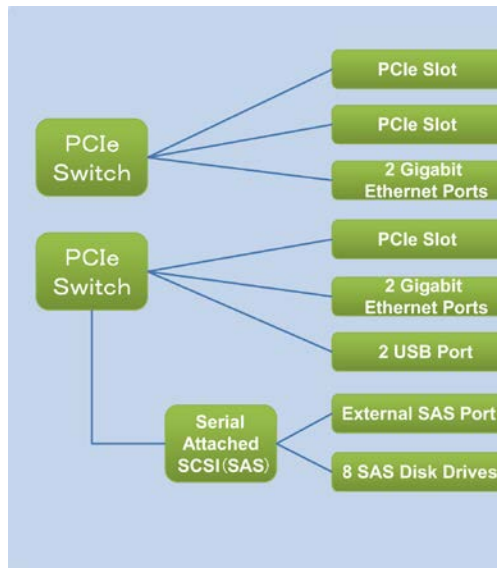 PCIe Slot
PCIe Slot
PCIe
Switch
2 Gigabit
Ethernet Ports
PCIe Slot
PCIe
Switch
2 Gigabit
Ethernet Ports
2 USB Port
External SAS Port
Serial
Attached
SCSI(SAS)
8 SAS Disk Drives